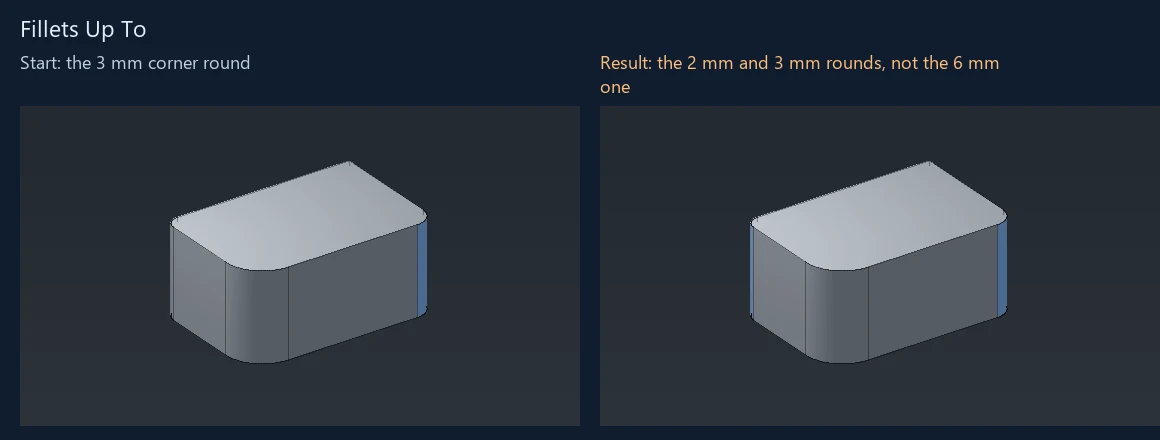 Fillets Up To
Start: the 3 mm corner round
Result: the 2 mm and 3 mm rounds, not the 6 mm
one